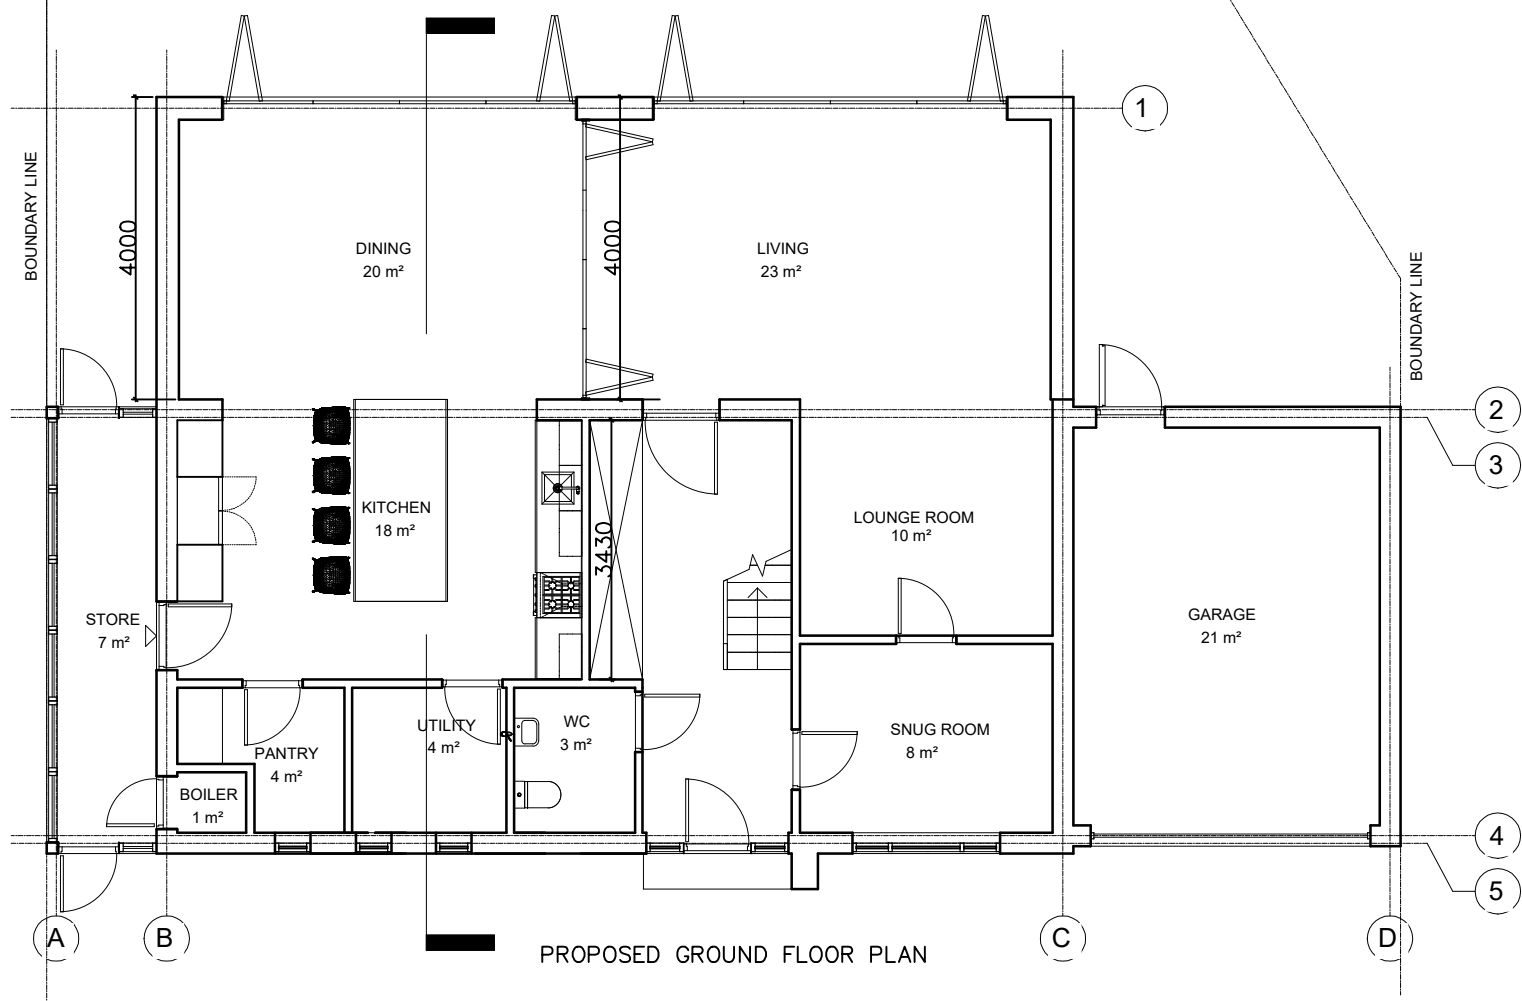 1
BOUNDARY LINE
4000
DINING
20 m²
4000
LIVING
23 m²
BOUNDARY LINE
2
3
KITCHEN
18 m²
3430
LOUNGE ROOM
10 m²
STORE
7 m²
GARAGE
21 m²
PANTRY
4 m²
UTILITY
4 m²
WC
3 m²
SNUG ROOM
8 m²
BOILER
1 m²
4
5
A
B
C
D
PROPOSED GROUND FLOOR PLAN